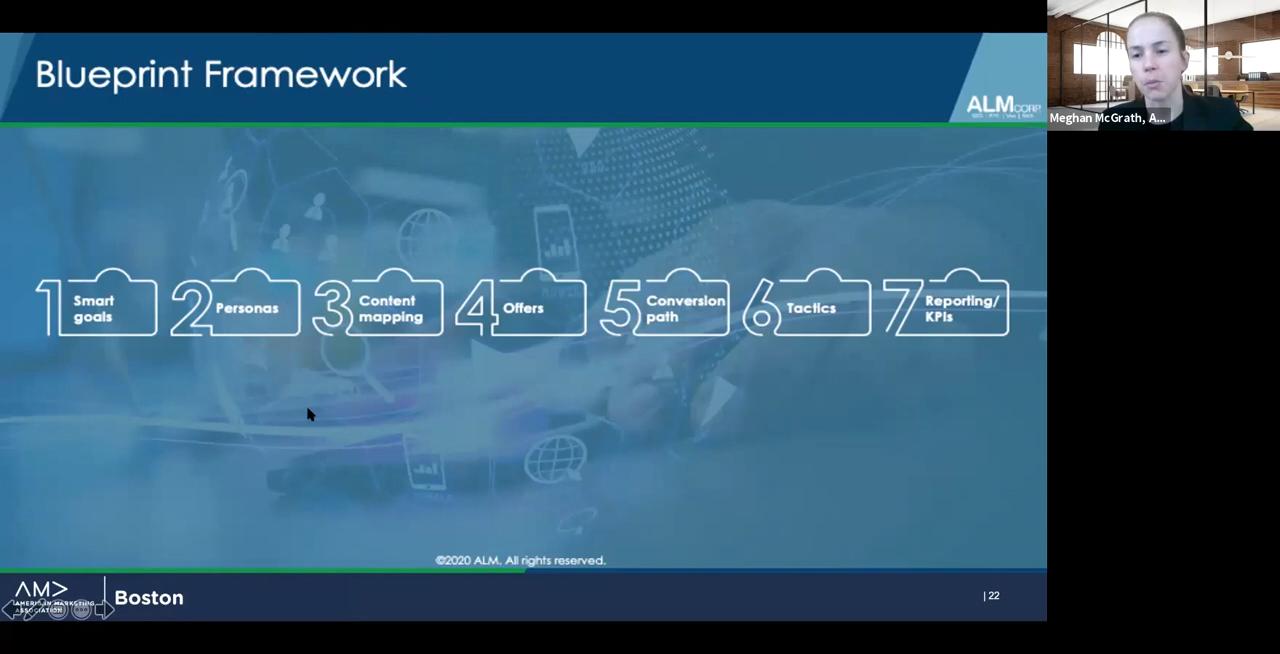 Blueprint Framework
ALM CORP
Meghan McGrath, A...
1 Smart goals
2 Personas
3 Content mapping
4 Offers
5 Conversion path
6 Tactics
7 Reporting/ KPIs
©2020 ALM. All rights reserved.
AMERICAN MARKETING
ASSOCIATION
Boston
| 22